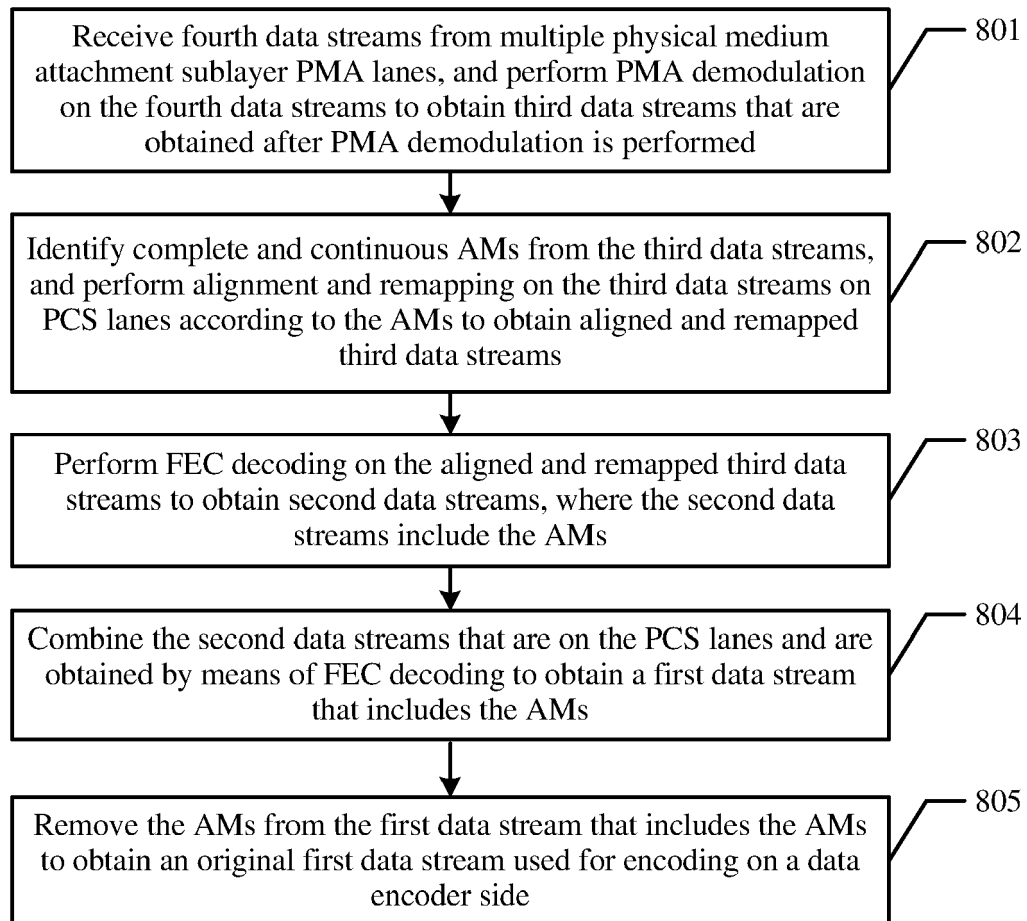 Receive fourth data streams from multiple physical medium
attachment sublayer PMA lanes, and perform PMA demodulation
on the fourth data streams to obtain third data streams that are
obtained after PMA demodulation is performed
801
Identify complete and continuous AMs from the third data streams,
and perform alignment and remapping on the third data streams on
PCS lanes according to the AMs to obtain aligned and remapped
third data streams
802
Perform FEC decoding on the aligned and remapped third data
streams to obtain second data streams, where the second data
streams include the AMs
803
Combine the second data streams that are on the PCS lanes and are
obtained by means of FEC decoding to obtain a first data stream
that includes the AMs
804
Remove the AMs from the first data stream that includes the AMs
to obtain an original first data stream used for encoding on a data
encoder side
805